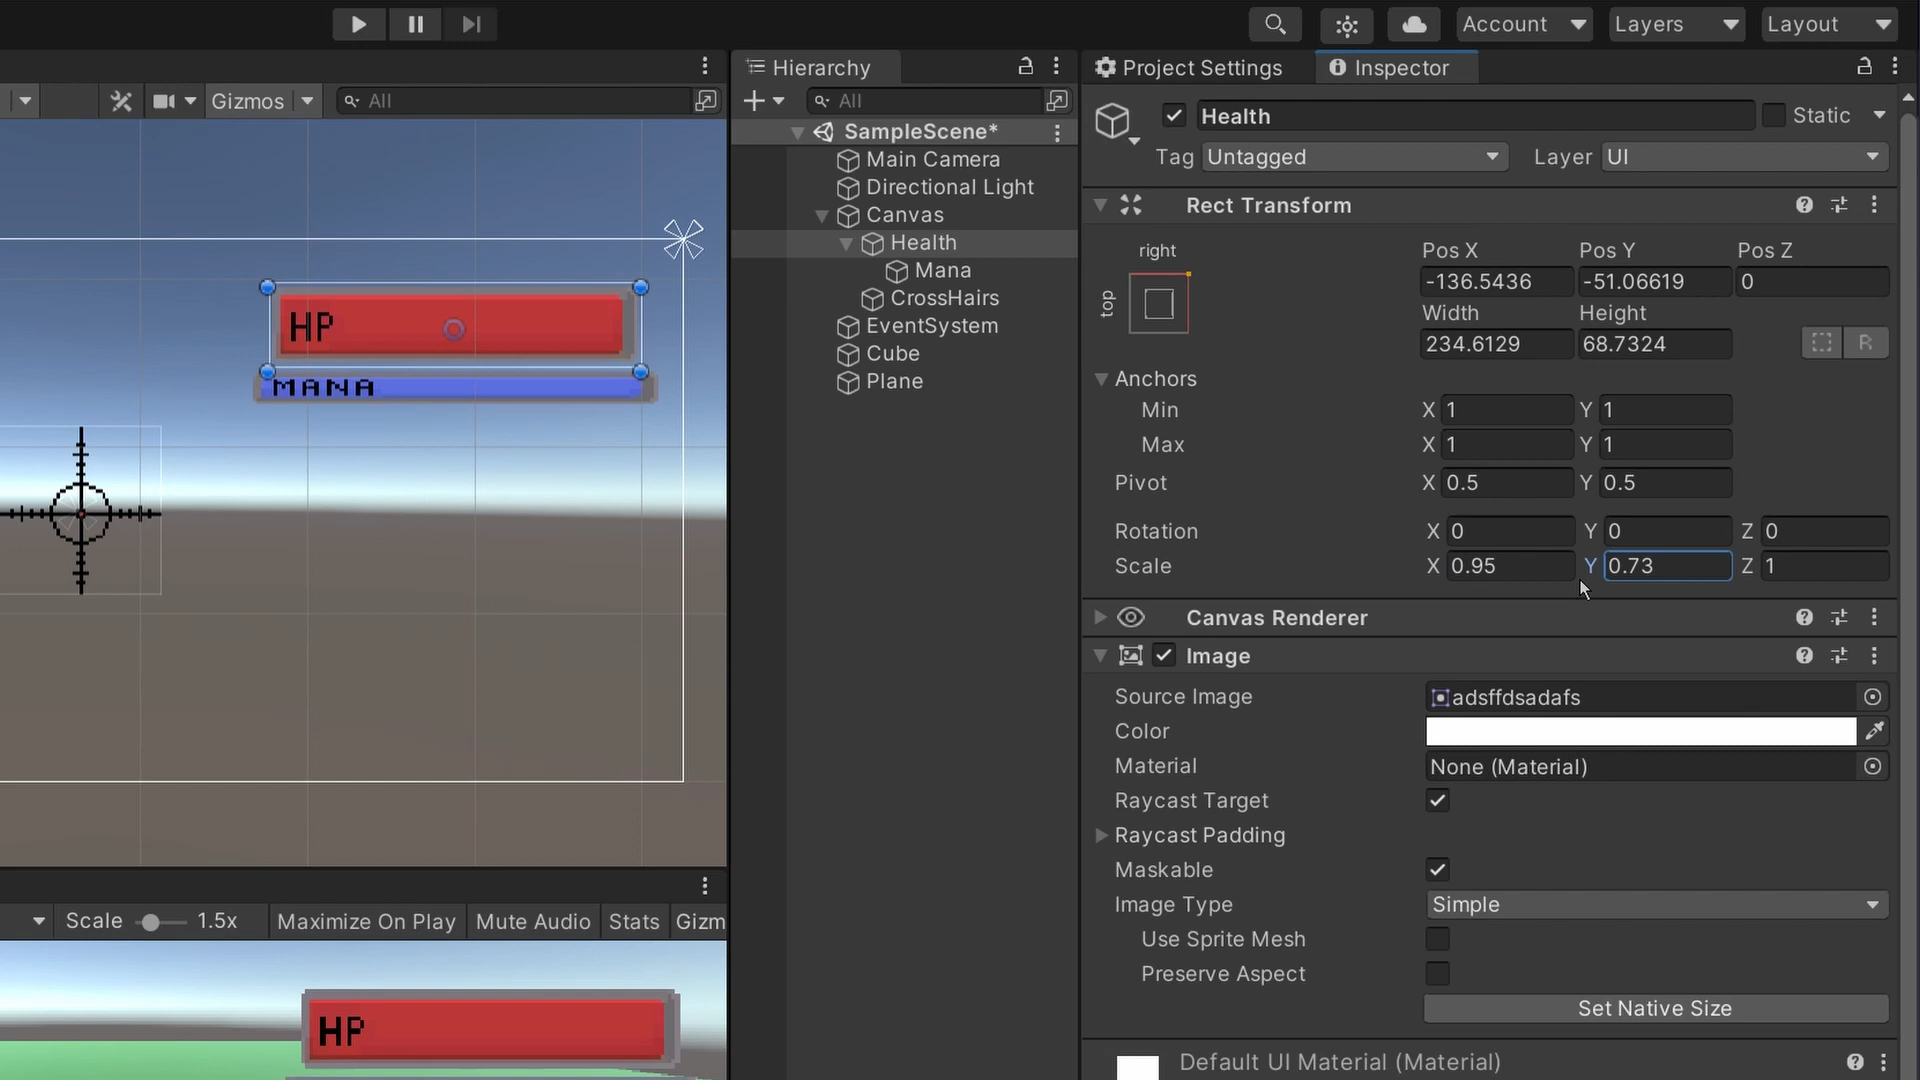 Account
Layers
Layout
Gizmos
All
HP
MANA
Scale
1.5x
Maximize On Play
Mute Audio
Stats
Gizm
HP
Hierarchy
All
SampleScene*
Main Camera
Directional Light
Canvas
Health
Mana
CrossHairs
EventSystem
Cube
Plane
Project Settings
Inspector
Health
Static
Tag
Untagged
Layer
UI
Rect Transform
right
top
Pos X Pos Y Pos Z
-136.5436 -51.06619 0
Width Height
234.6129 68.7324
R
Anchors
Min X 1 Y 1
Max X 1 Y 1
Pivot X 0.5 Y 0.5
Rotation X 0 Y 0 Z 0
Scale X 0.95 Y 0.73 Z 1
Canvas Renderer
Image
Source Image adsffdsadafs
Color
Material None (Material)
Raycast Target
Raycast Padding
Maskable
Image Type Simple
Use Sprite Mesh
Preserve Aspect
Set Native Size
Default UI Material (Material)